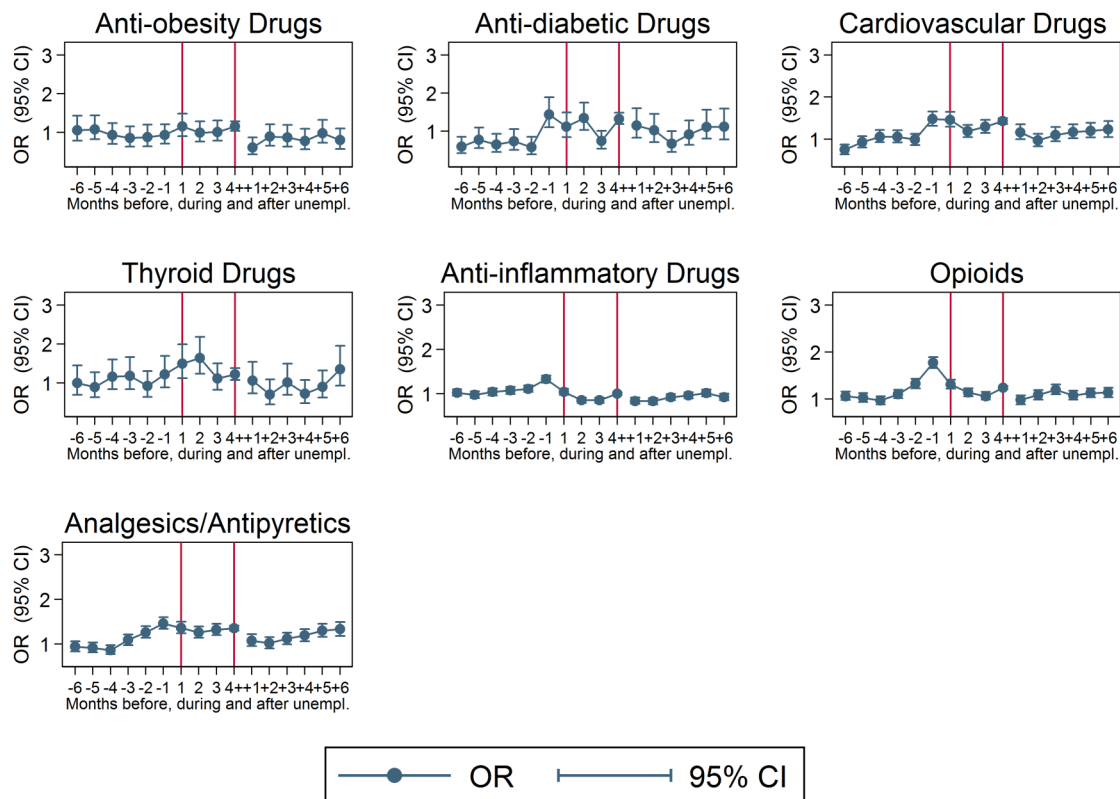 Anti-obesity Drugs
OR (95% CI)
3
2
1
-6 -5 -4 -3 -2 -1 1 2 3 4++ 1+2+3+4+5+6
Months before, during and after unempl.
Anti-diabetic Drugs
OR (95% CI)
3
2
1
-6 -5 -4 -3 -2 -1 1 2 3 4++ 1+2+3+4+5+6
Months before, during and after unempl.
Cardiovascular Drugs
OR (95% CI)
3
2
1
-6 -5 -4 -3 -2 -1 1 2 3 4++ 1+2+3+4+5+6
Months before, during and after unempl.
Thyroid Drugs
OR (95% CI)
3
2
1
-6 -5 -4 -3 -2 -1 1 2 3 4++ 1+2+3+4+5+6
Months before, during and after unempl.
Anti-inflammatory Drugs
OR (95% CI)
3
2
1
-6 -5 -4 -3 -2 -1 1 2 3 4++ 1+2+3+4+5+6
Months before, during and after unempl.
Opioids
OR (95% CI)
3
2
1
-6 -5 -4 -3 -2 -1 1 2 3 4++ 1+2+3+4+5+6
Months before, during and after unempl.
Analgesics/Antipyretics
OR (95% CI)
3
2
1
-6 -5 -4 -3 -2 -1 1 2 3 4++ 1+2+3+4+5+6
Months before, during and after unempl.
OR 95% CI